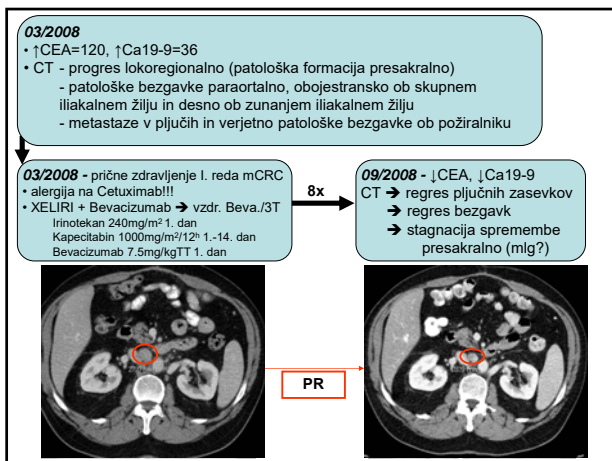 03/2008
• ↑CEA=120, ↑Ca19-9=36
• CT - progres lokoregionalno (patološka formacija presakralno)
- patološke bezgavke paraortalno, obojestransko ob skupnem
iliakalnem žilju in desno ob zunanjem iliakalnem žilju
- metastaze v pljučih in verjetno patološke bezgavke ob požiralniku
03/2008 - prične zdravljenje I. reda mCRC
• alergija na Cetuximab!!!
• XELIRI + Bevacizumab → vzdr. Beva./3T
Irinotekan 240mg/m² 1. dan
Kapecitabin 1000mg/m²/12ʰ 1.-14. dan
Bevacizumab 7.5mg/kgTT 1. dan
8x
09/2008 - ↓CEA, ↓Ca19-9
CT → regres pljučnih zasevkov
→ regres bezgavk
→ stagnacija spremembe
presakralno (mlg?)
PR